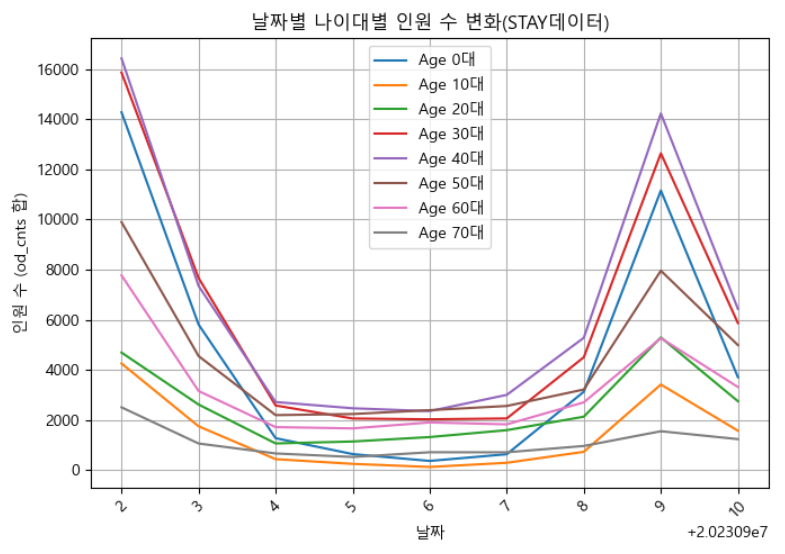 날짜별 나이대별 인원 수 변화(STAY데이터)
인원 수 (od_cnts 합)
16000
14000
12000
10000
8000
6000
4000
2000
0
Age 0대
Age 10대
Age 20대
Age 30대
Age 40대
Age 50대
Age 60대
Age 70대
2
3
4
5
6
7
8
9
10
날짜
+2.02309e7